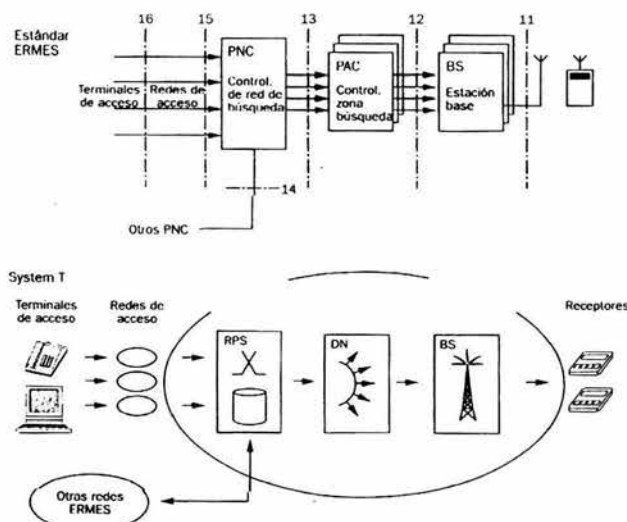 16 15 13 12 11
Estándar
ERMES
PNC
Control.
de red de
búsqueda
PAC
Control.
zona
búsqueda
BS
Estación
base
Terminales
de acceso
Redes de
acceso
14
Otros PNC
System T
Terminales
de acceso
Redes de
acceso
Receptores
RPS
DN
BS
Otras redes
ERMES